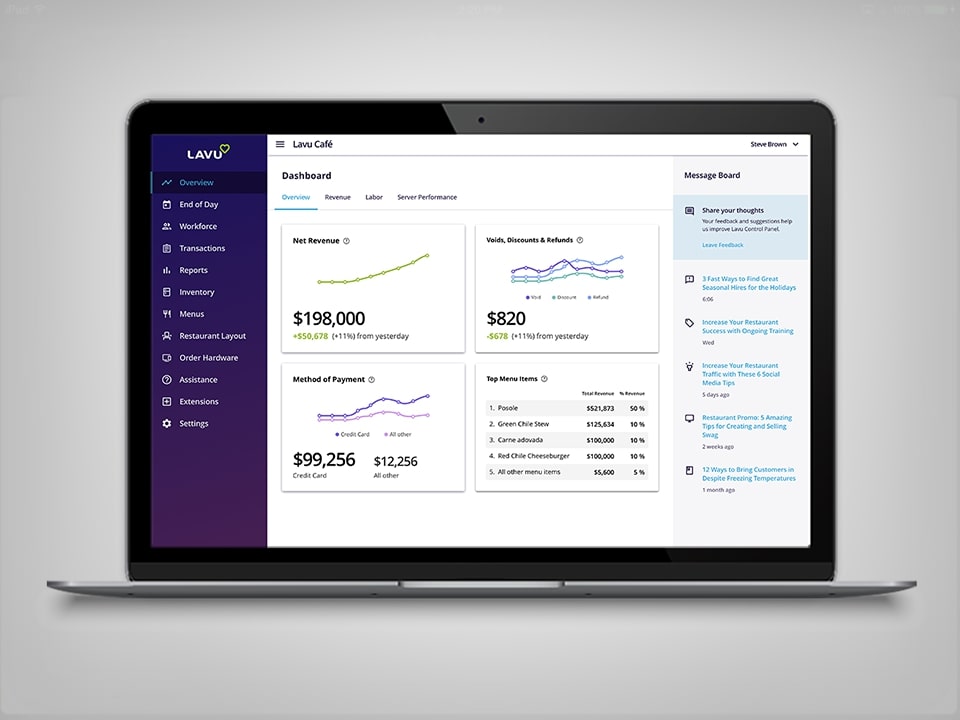 iPad
2:20 PM
100%
LAVU
Lavu Café
Steve Brown
Overview
End of Day
Workforce
Transactions
Reports
Inventory
Menus
Restaurant Layout
Order Hardware
Assistance
Extensions
Settings
Dashboard
Overview Revenue Labor Server Performance
Net Revenue ?
$198,000
+$50,678 (+11%) from yesterday
Voids, Discounts & Refunds ?
Void Discount Refund
$820
-$678 (+11%) from yesterday
Method of Payment ?
Credit Card All other
$99,256 $12,256
Credit Card All other
Top Menu Items ?
Total Revenue % Revenue
1. Posole $521,873 50 %
2. Green Chile Stew $125,634 10 %
3. Carne adovada $100,000 10 %
4. Red Chile Cheeseburger $100,000 10 %
5. All other menu items $5,600 5 %
Message Board
Share your thoughts
Your feedback and suggestions help
us improve Lavu Control Panel.
Leave Feedback
3 Fast Ways to Find Great
Seasonal Hires for the Holidays
6:06
Increase Your Restaurant
Success with Ongoing Training
Wed
Increase Your Restaurant
Traffic with These 6 Social
Media Tips
5 days ago
Restaurant Promo: 5 Amazing
Tips for Creating and Selling
Swag
2 weeks ago
12 Ways to Bring Customers in
Despite Freezing Temperatures
1 month ago